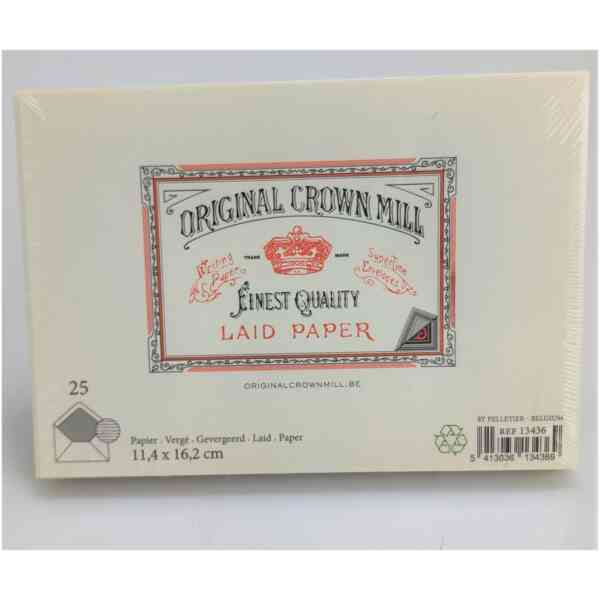 ORIGINAL CROWN MILL
Writing & Paper
TRADE MARK
Superfine Envelopes
FINEST QUALITY
LAID PAPER
ORIGINALCROWNMILL.BE
25
Papier . Vergé . Gevergeerd . Laid . Paper
11,4 x 16,2 cm
BY PELLETIER - BELGIUM
REF 13436
5 413036 134366